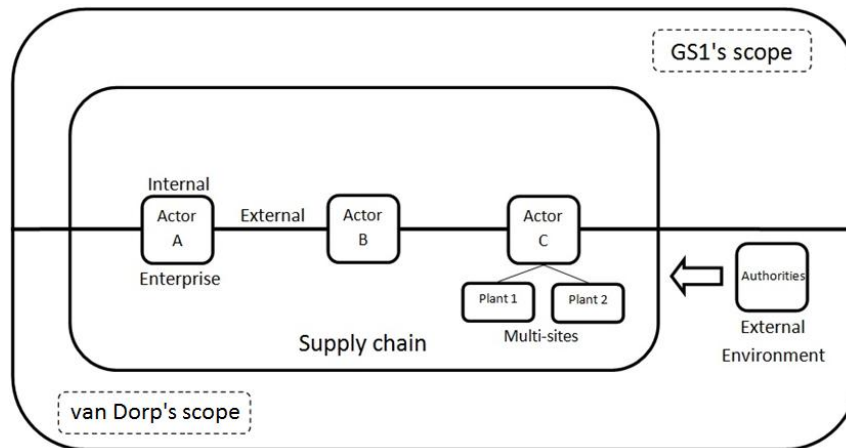 GS1's scope
Internal
Actor
A
External
Actor
B
Actor
C
Enterprise
Plant 1
Plant 2
Multi-sites
Supply chain
Authorities
External
Environment
van Dorp's scope